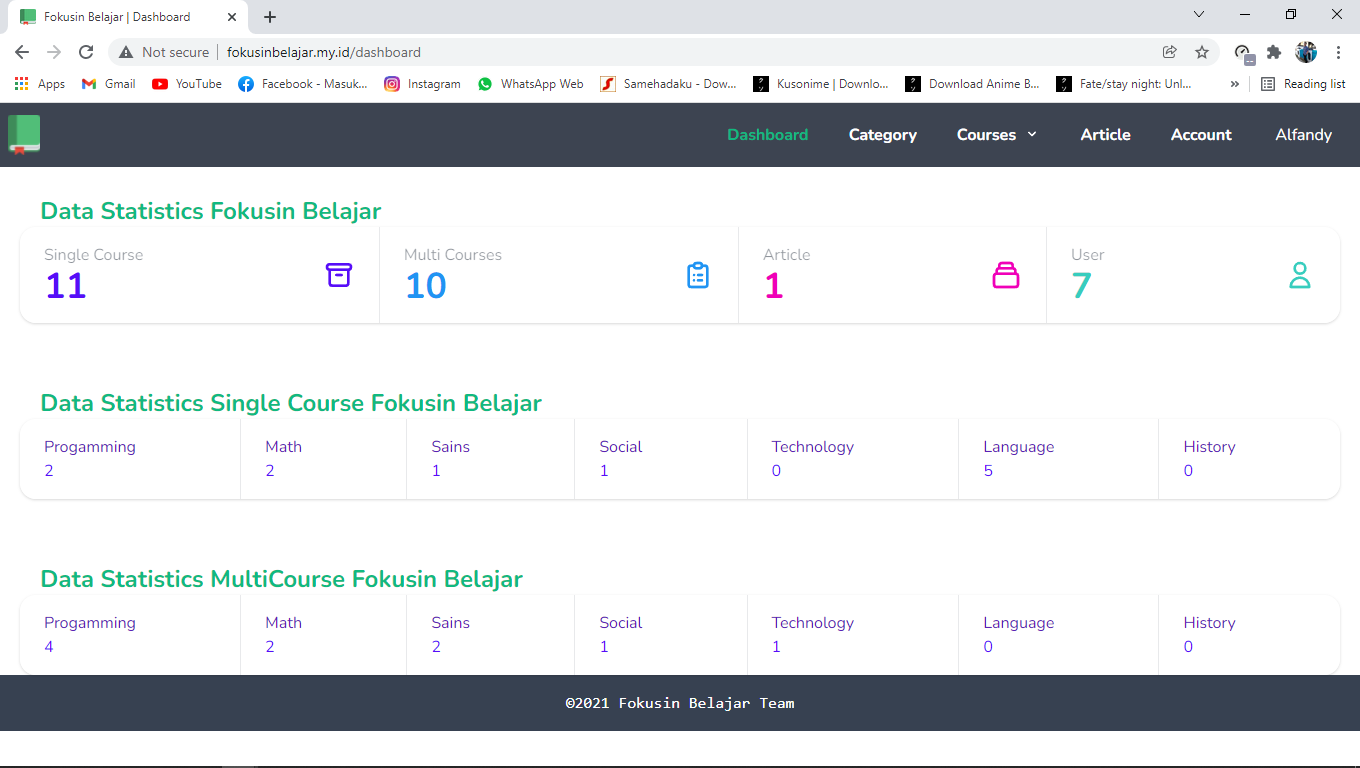 Fokusin Belajar | Dashboard
Not secure fokusinbelajar.my.id/dashboard
Apps Gmail YouTube Facebook - Masuk... Instagram WhatsApp Web Samehadaku - Dow... Kusonime | Downlo... Download Anime B... Fate/stay night: Unl... » Reading list
Dashboard Category Courses Article Account Alfandy
Data Statistics Fokusin Belajar
Single Course Multi Courses Article User
11 10 1 7
Data Statistics Single Course Fokusin Belajar
Progamming Math Sains Social Technology Language History
2 2 1 1 0 5 0
Data Statistics MultiCourse Fokusin Belajar
Progamming Math Sains Social Technology Language History
4 2 2 1 1 0 0
©2021 Fokusin Belajar Team